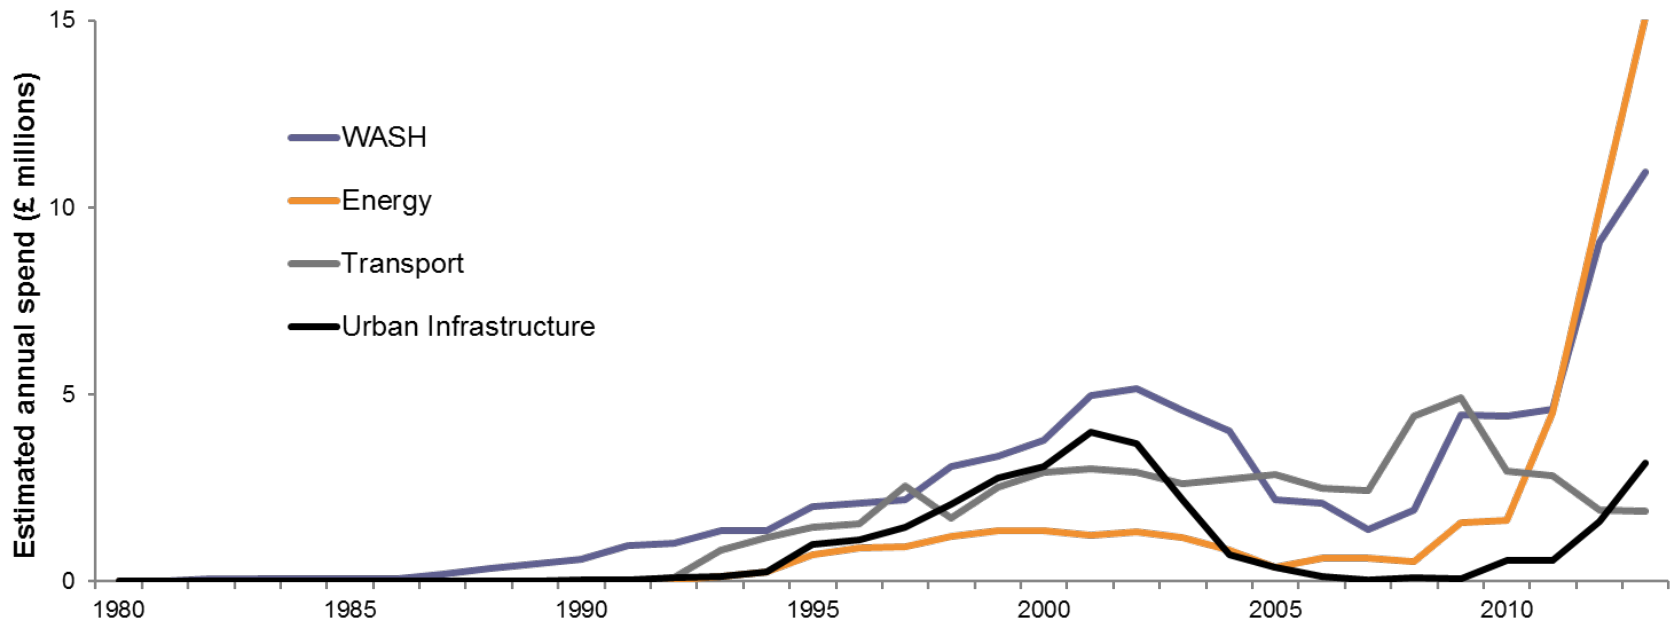 Estimated annual spend (£ millions)
15
10
5
0
WASH
Energy
Transport
Urban Infrastructure
1980 1985 1990 1995 2000 2005 2010